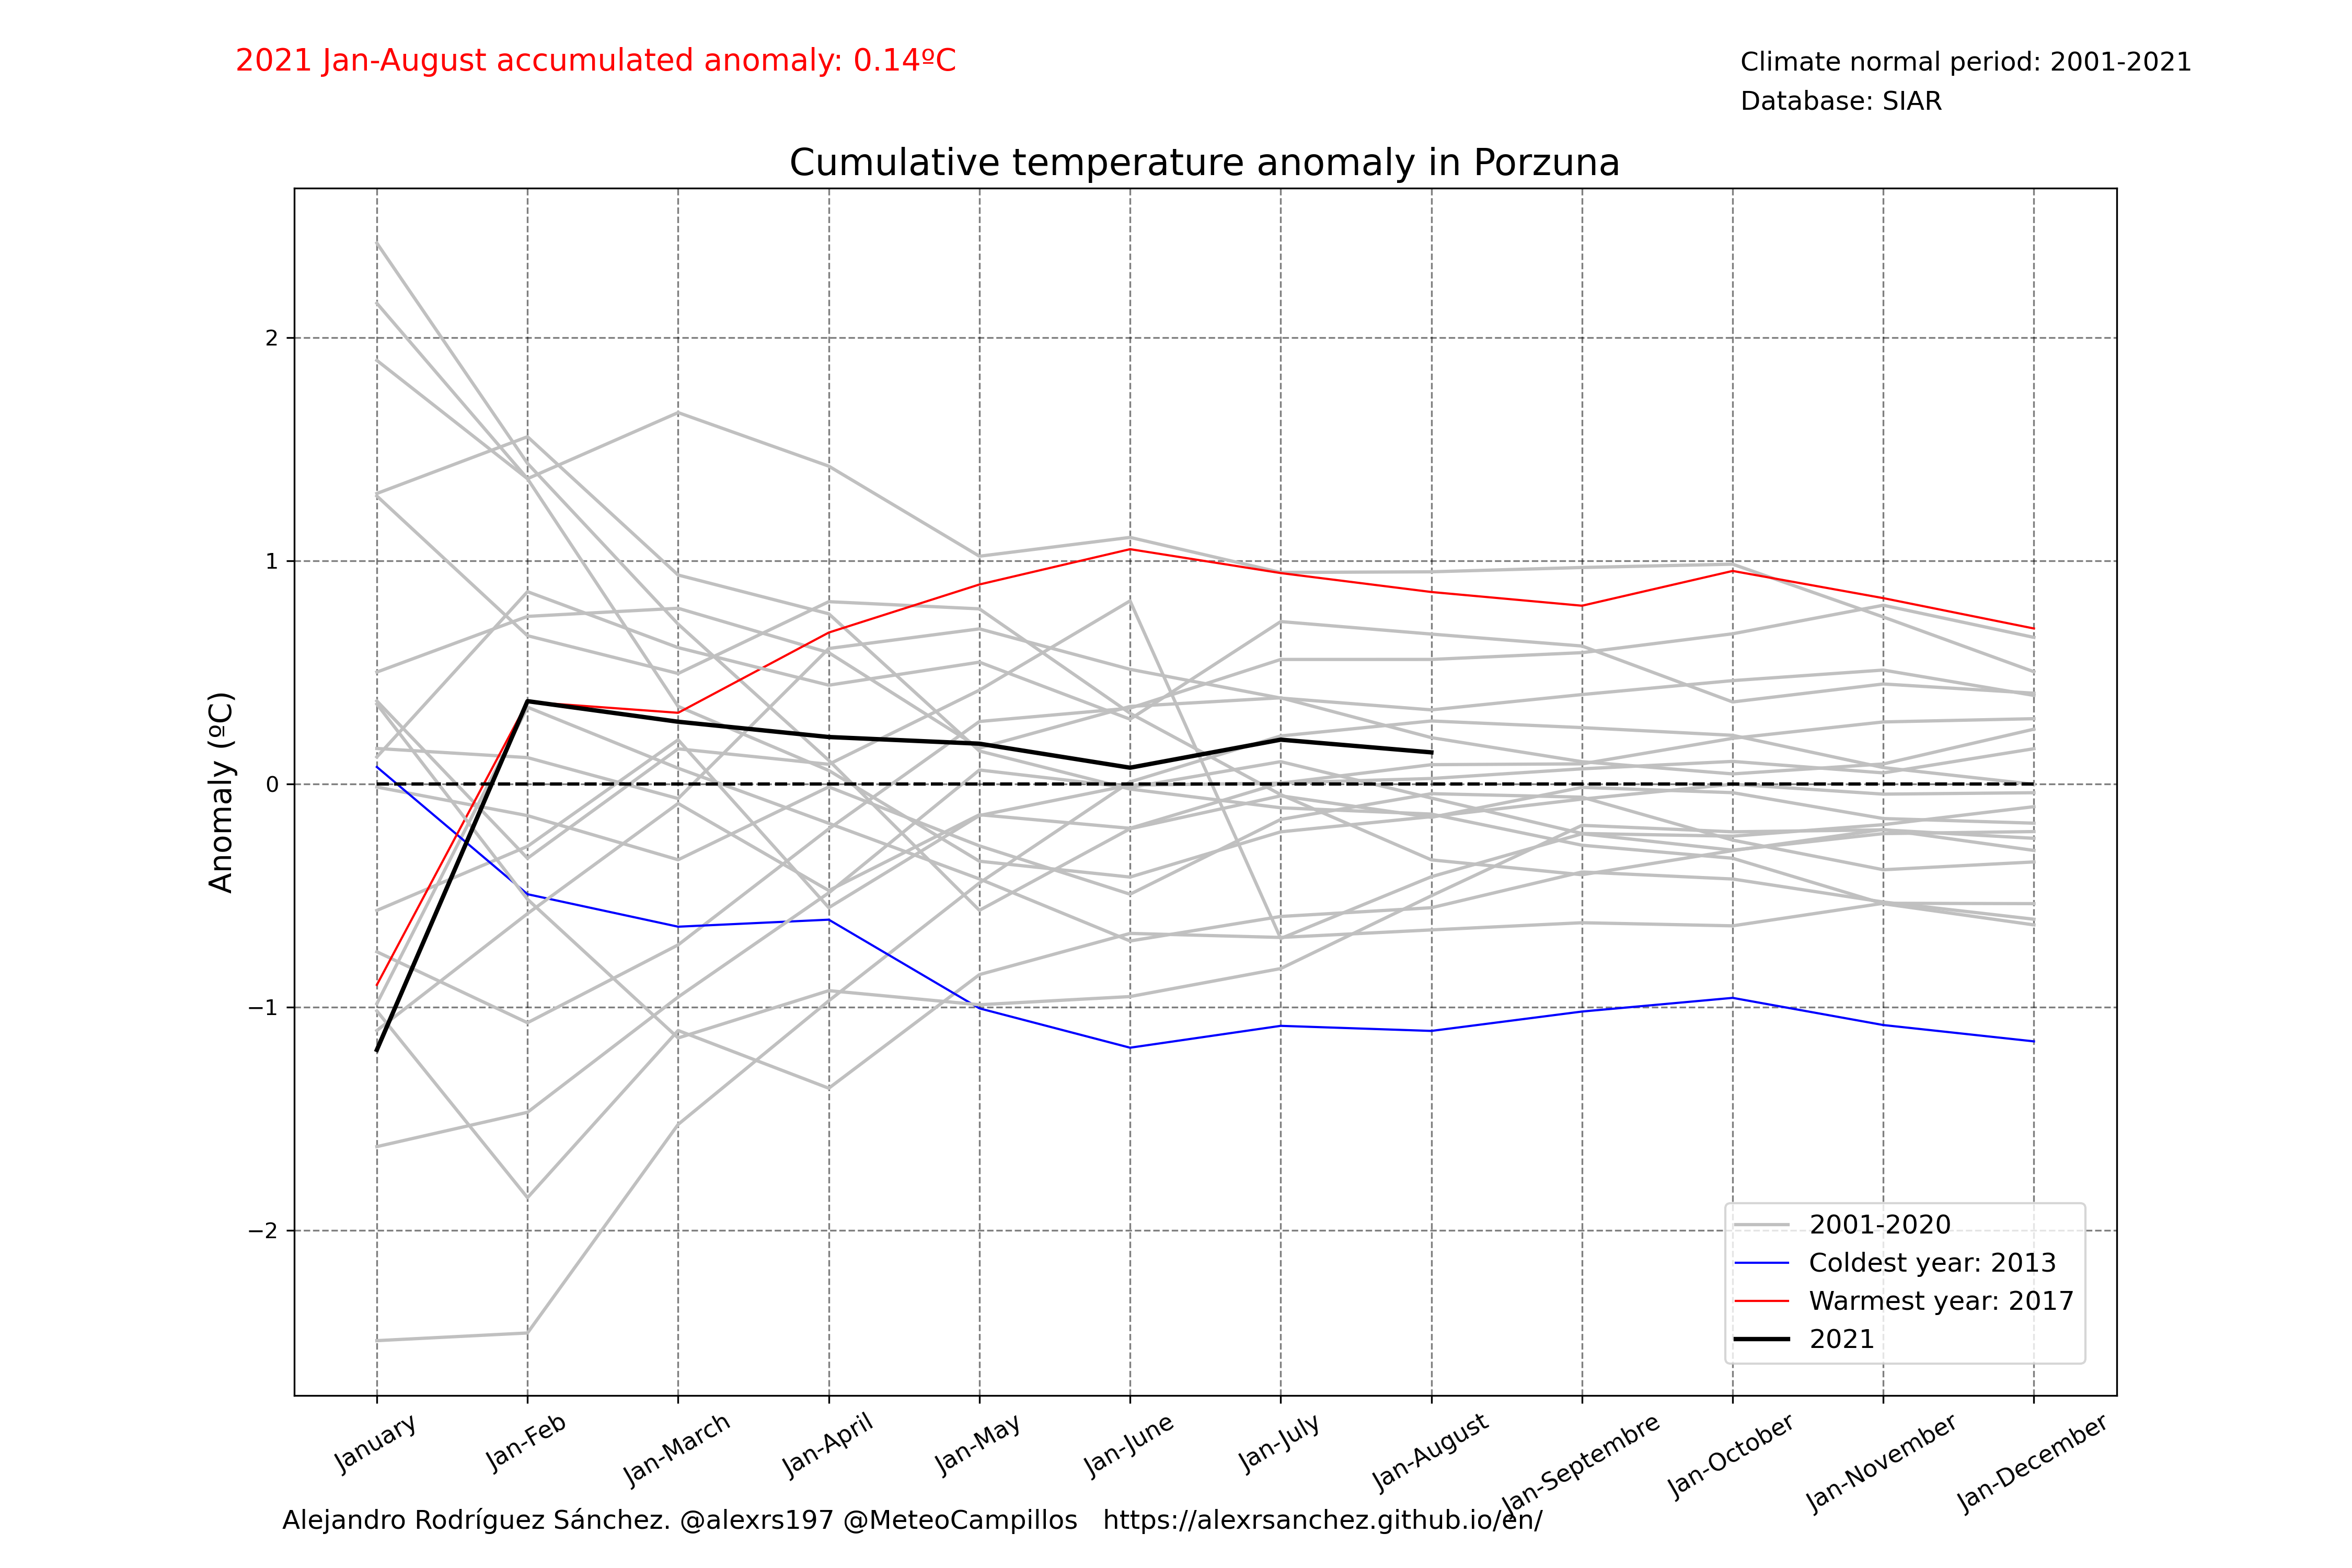 2021 Jan-August accumulated anomaly: 0.14ºC
Climate normal period: 2001-2021
Database: SIAR
Cumulative temperature anomaly in Porzuna
Anomaly (ºC)
2
1
0
−1
−2
2001-2020
Coldest year: 2013
Warmest year: 2017
2021
January
Jan-Feb
Jan-March
Jan-April
Jan-May
Jan-June
Jan-July
Jan-August
Jan-Septembre
Jan-October
Jan-November
Jan-December
Alejandro Rodríguez Sánchez. @alexrs197 @MeteoCampillos https://alexrsanchez.github.io/en/